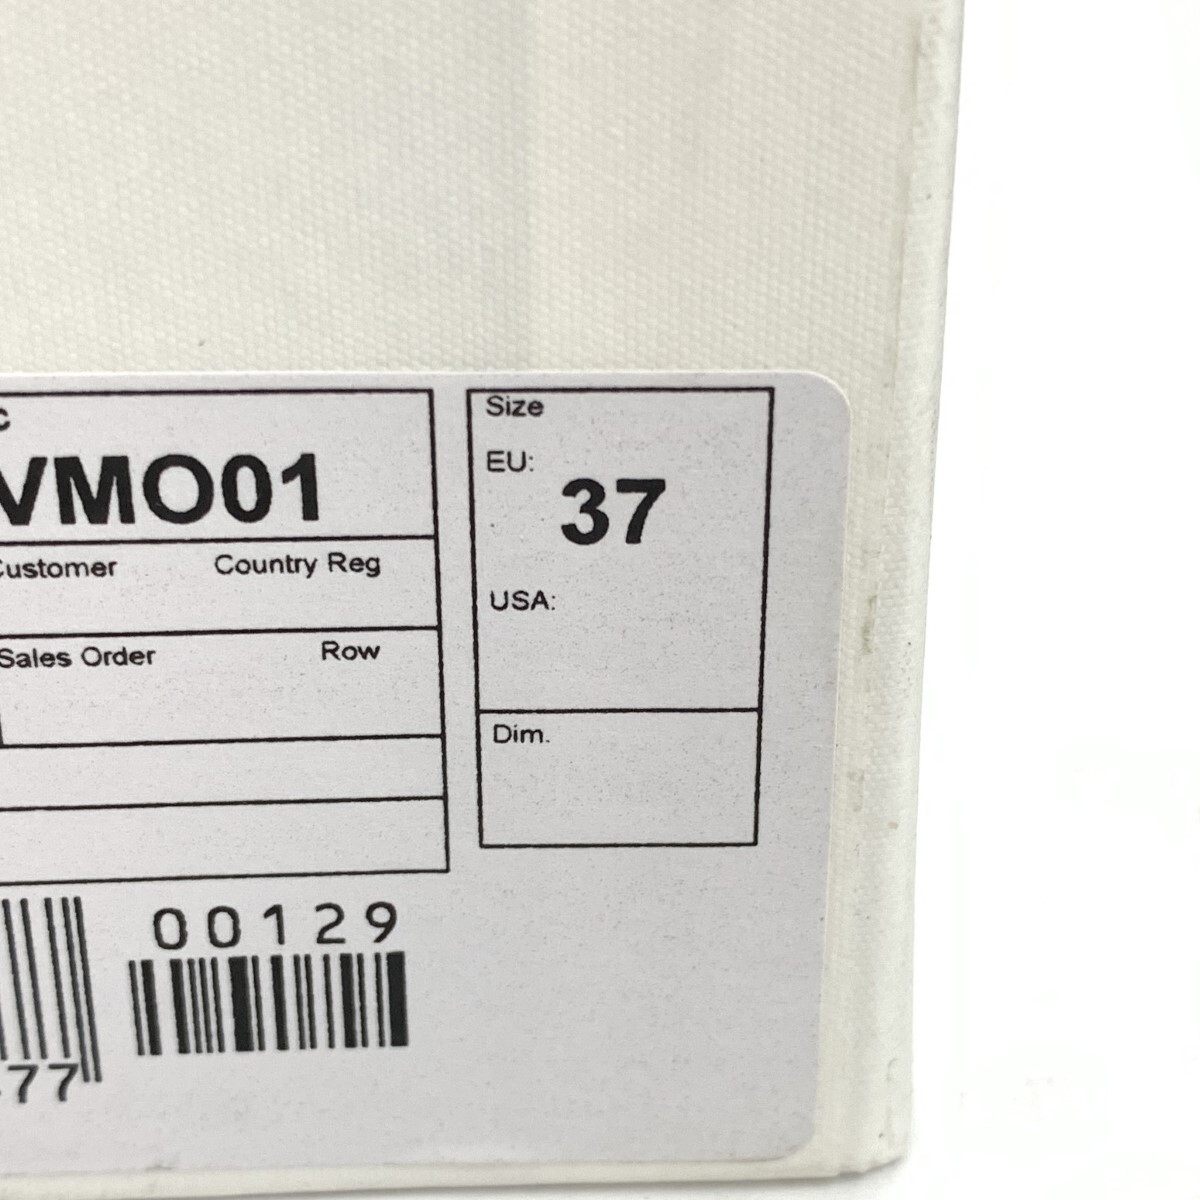 VMO01
Customer Country Reg
Sales Order Row
Size
EU:
37
USA:
Dim.
00129
77